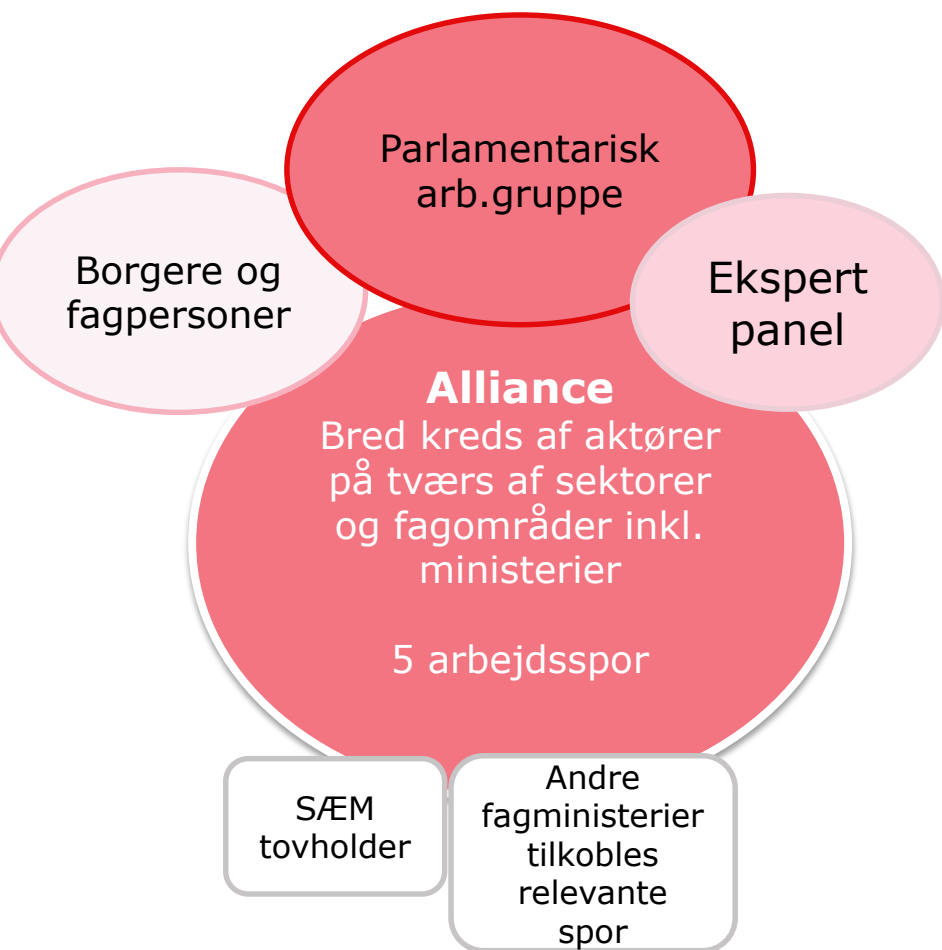 Parlamentarisk
arb.gruppe
Borgere og
fagpersoner
Ekspert
panel
Alliance
Bred kreds af aktører
på tværs af sektorer
og fagområder inkl.
ministerier
5 arbejdsspor
SÆM
tovholder
Andre
fagministerier
tilkobles
relevante
spor